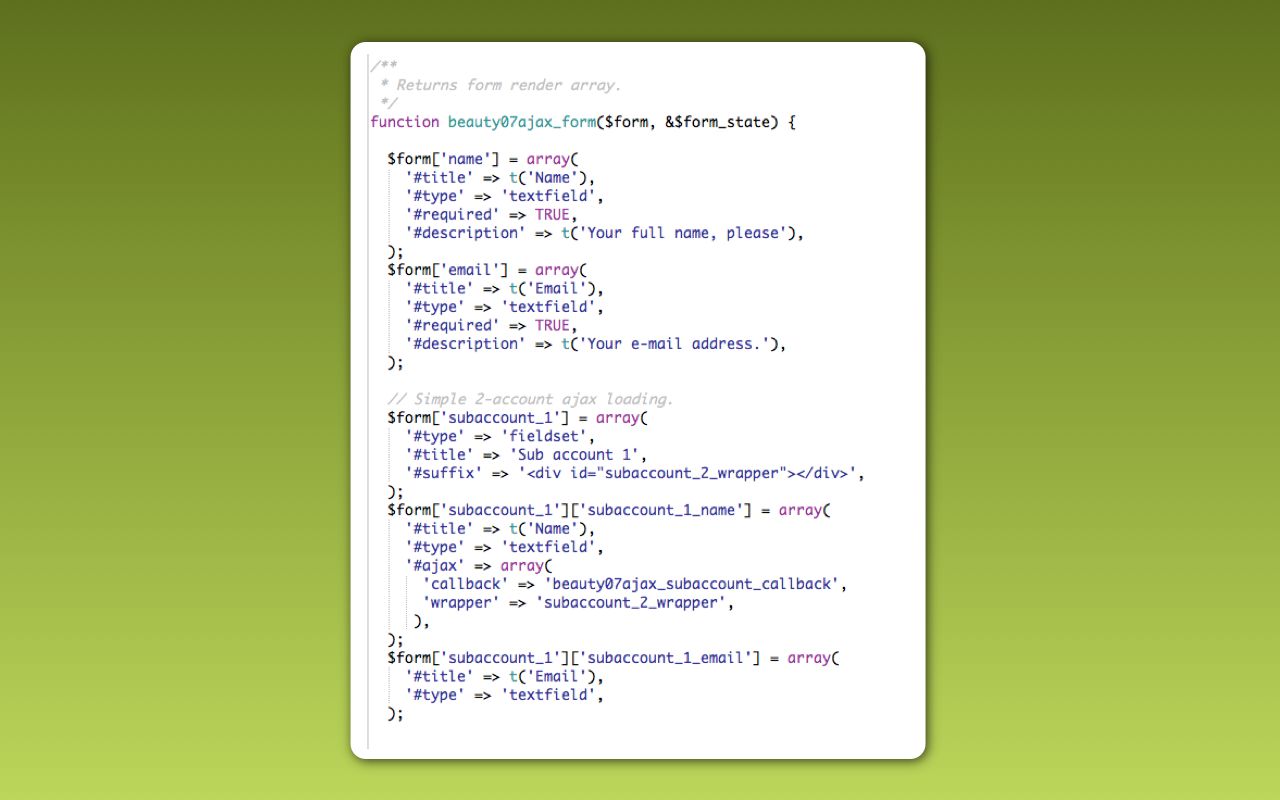 /**
 * Returns form render array.
 */
function beauty07ajax_form($form, &$form_state) {

  $form['name'] = array(
    '#title' => t('Name'),
    '#type' => 'textfield',
    '#required' => TRUE,
    '#description' => t('Your full name, please'),
  );
  $form['email'] = array(
    '#title' => t('Email'),
    '#type' => 'textfield',
    '#required' => TRUE,
    '#description' => t('Your e-mail address.'),
  );

  // Simple 2-account ajax loading.
  $form['subaccount_1'] = array(
    '#type' => 'fieldset',
    '#title' => 'Sub account 1',
    '#suffix' => '<div id="subaccount_2_wrapper"></div>',
  );
  $form['subaccount_1']['subaccount_1_name'] = array(
    '#title' => t('Name'),
    '#type' => 'textfield',
    '#ajax' => array(
      'callback' => 'beauty07ajax_subaccount_callback',
      'wrapper' => 'subaccount_2_wrapper',
    ),
  );
  $form['subaccount_1']['subaccount_1_email'] = array(
    '#title' => t('Email'),
    '#type' => 'textfield',
  );